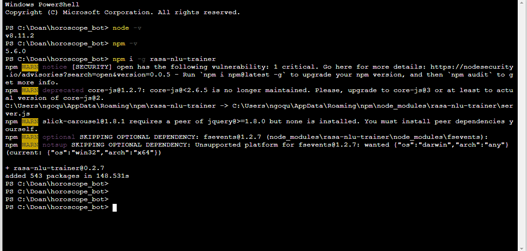 Windows PowerShell
Copyright (C) Microsoft Corporation. All rights reserved.
PS C:\Doan\horoscope_bot> node -v
v8.11.2
PS C:\Doan\horoscope_bot> npm -v
5.6.0
PS C:\Doan\horoscope_bot> npm i -g rasa-nlu-trainer
npm WARN notice [SECURITY] open has the following vulnerability: 1 critical. Go here for more details: https://nodesecurity
.io/advisories?search=open&version=0.0.5 - Run `npm i npm@latest -g` to upgrade your npm version, and then `npm audit` to g
et more info.
npm WARN deprecated core-js@1.2.7: core-js@<2.6.5 is no longer maintained. Please, upgrade to core-js@3 or at least to actu
al version of core-js@2.
C:\Users\ngoqu\AppData\Roaming\npm\rasa-nlu-trainer -> C:\Users\ngoqu\AppData\Roaming\npm\node_modules\rasa-nlu-trainer\ser
ver.js
npm WARN slick-carousel@1.8.1 requires a peer of jquery@>=1.8.0 but none is installed. You must install peer dependencies y
ourself.
npm WARN optional SKIPPING OPTIONAL DEPENDENCY: fsevents@1.2.7 (node_modules\rasa-nlu-trainer\node_modules\fsevents):
npm WARN notsup SKIPPING OPTIONAL DEPENDENCY: Unsupported platform for fsevents@1.2.7: wanted {"os":"darwin","arch":"any"}
(current: {"os":"win32","arch":"x64"})
+ rasa-nlu-trainer@0.2.7
added 543 packages in 148.531s
PS C:\Doan\horoscope_bot>
PS C:\Doan\horoscope_bot>
PS C:\Doan\horoscope_bot>
PS C:\Doan\horoscope_bot>